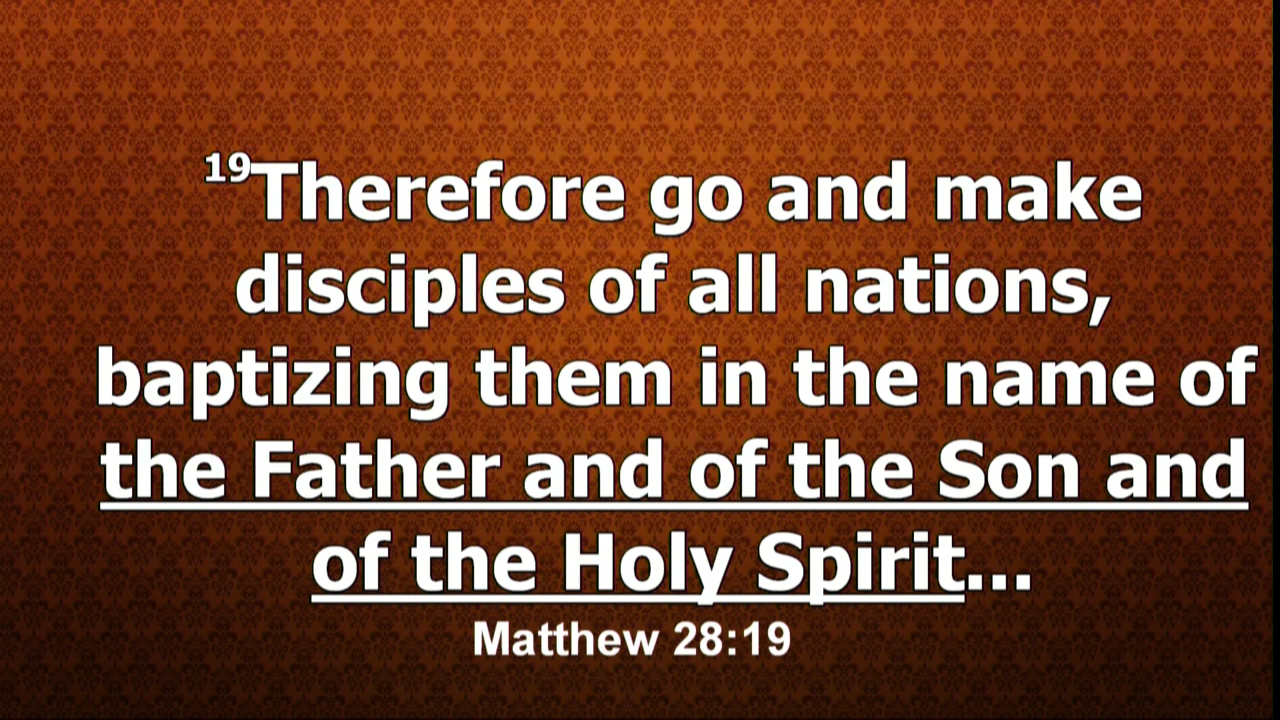 19Therefore go and make
disciples of all nations,
baptizing them in the name of
the Father and of the Son and
of the Holy Spirit...
Matthew 28:19